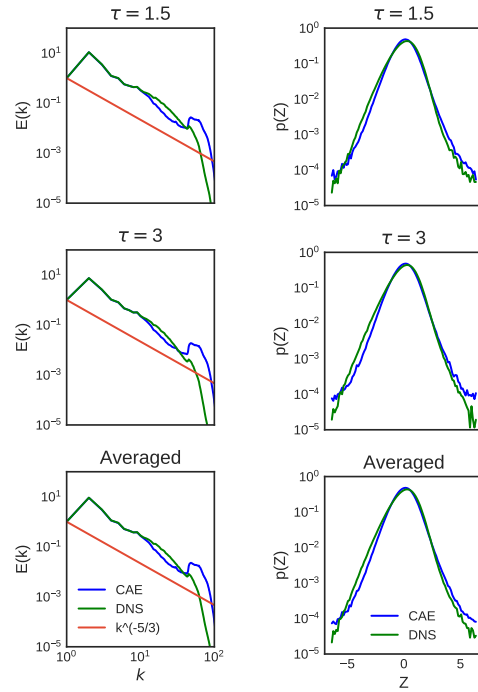 τ = 1.5
E(k)
10^1
10^-1
10^-3
10^-5
τ = 1.5
p(Z)
10^0
10^-1
10^-2
10^-3
10^-4
10^-5
τ = 3
E(k)
10^1
10^-1
10^-3
10^-5
τ = 3
p(Z)
10^0
10^-1
10^-2
10^-3
10^-4
10^-5
Averaged
E(k)
10^1
10^-1
10^-3
10^-5
CAE
DNS
k^(-5/3)
10^0 10^1 10^2
k
Averaged
p(Z)
10^0
10^-1
10^-2
10^-3
10^-4
10^-5
CAE
DNS
−5 0 5
Z